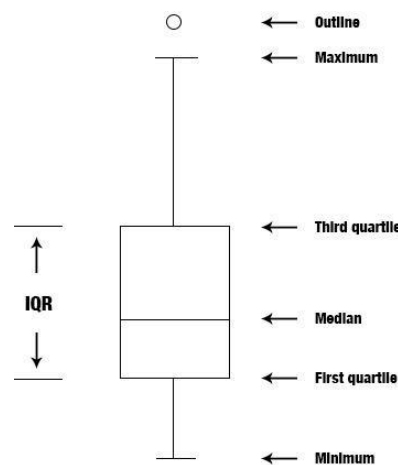 Outline
Maximum
Third quartile
IQR
Median
First quartile
Minimum